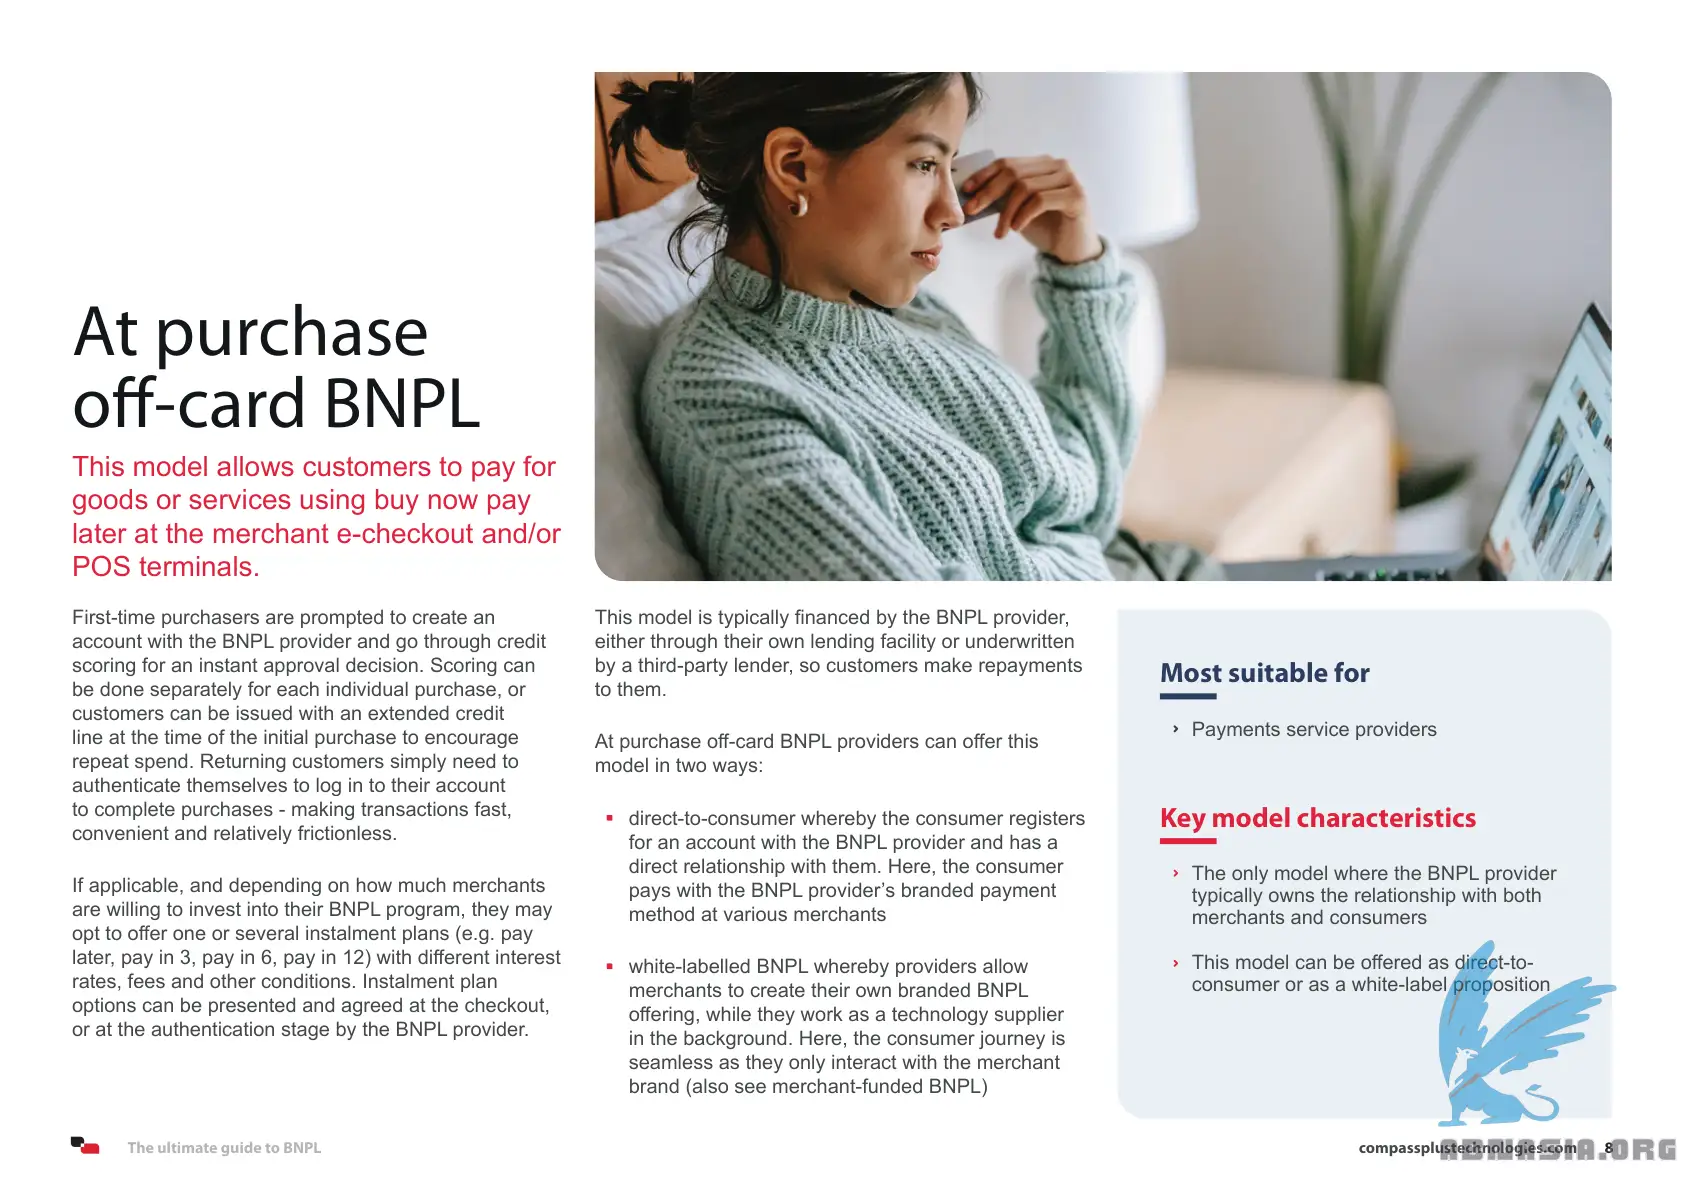 At purchase
off-card BNPL
This model allows customers to pay for
goods or services using buy now pay
later at the merchant e-checkout and/or
POS terminals.
First-time purchasers are prompted to create an
account with the BNPL provider and go through credit
scoring for an instant approval decision. Scoring can
be done separately for each individual purchase, or
customers can be issued with an extended credit
line at the time of the initial purchase to encourage
repeat spend. Returning customers simply need to
authenticate themselves to log in to their account
to complete purchases - making transactions fast,
convenient and relatively frictionless.
If applicable, and depending on how much merchants
are willing to invest into their BNPL program, they may
opt to offer one or several instalment plans (e.g. pay
later, pay in 3, pay in 6, pay in 12) with different interest
rates, fees and other conditions. Instalment plan
options can be presented and agreed at the checkout,
or at the authentication stage by the BNPL provider.
This model is typically financed by the BNPL provider,
either through their own lending facility or underwritten
by a third-party lender, so customers make repayments
to them.
At purchase off-card BNPL providers can offer this
model in two ways:
▪ direct-to-consumer whereby the consumer registers
for an account with the BNPL provider and has a
direct relationship with them. Here, the consumer
pays with the BNPL provider’s branded payment
method at various merchants
▪ white-labelled BNPL whereby providers allow
merchants to create their own branded BNPL
offering, while they work as a technology supplier
in the background. Here, the consumer journey is
seamless as they only interact with the merchant
brand (also see merchant-funded BNPL)
Most suitable for
› Payments service providers
Key model characteristics
› The only model where the BNPL provider
typically owns the relationship with both
merchants and consumers
› This model can be offered as direct-to-
consumer or as a white-label proposition
The ultimate guide to BNPL
compassplustechnologies.com 8
ABNASIA.ORG